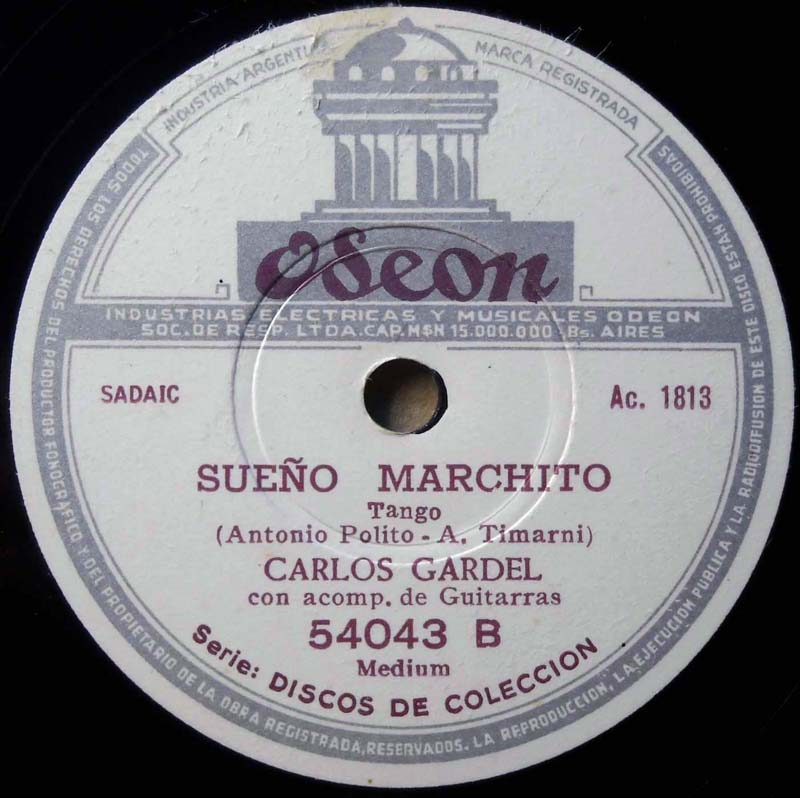 INDUSTRIA ARGENTINA
MARCA REGISTRADA
Odeon
INDUSTRIAS ELECTRICAS Y MUSICALES ODEON
SOC. DE RESP. LTDA. CAP. M$N 15.000.000 - Bs. AIRES
SADAIC
Ac. 1813
SUEÑO MARCHITO
Tango
(Antonio Polito - A. Timarni)
CARLOS GARDEL
con acomp. de Guitarras
54043 B
Medium
Serie: DISCOS DE COLECCION
TODOS LOS DERECHOS DEL PRODUCTOR FONOGRAFICO Y DEL PROPIETARIO DE LA OBRA REGISTRADA, RESERVADOS. LA REPRODUCCION, LA EJECUCION PUBLICA Y LA RADIODIFUSION DE ESTE DISCO ESTAN PROHIBIDAS